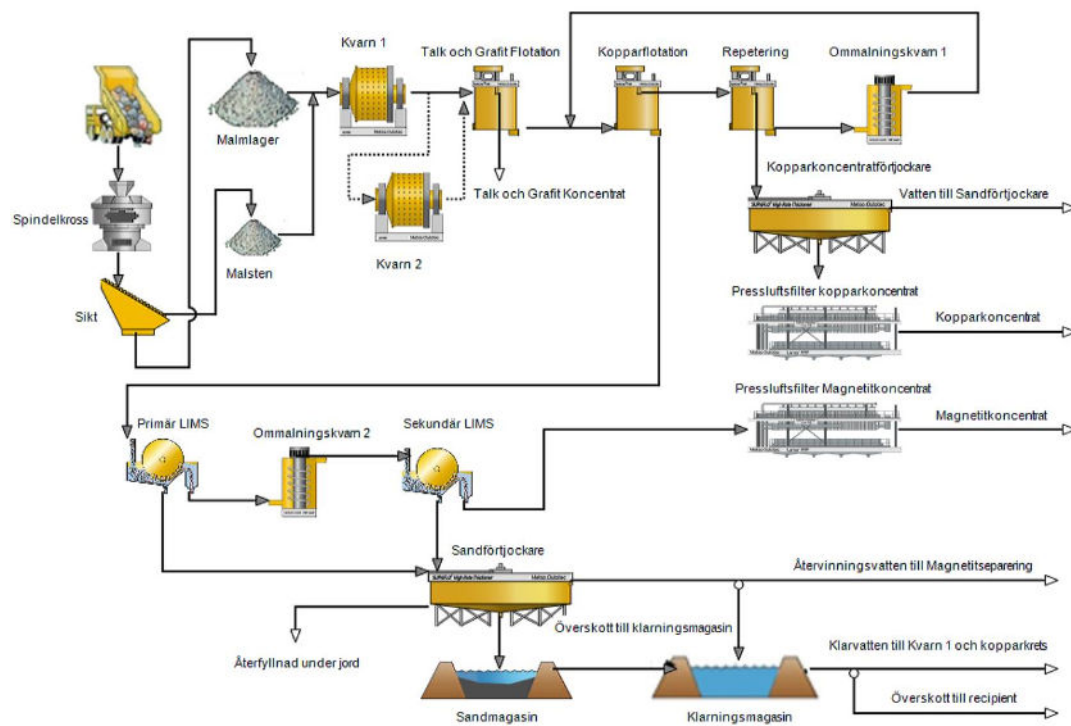 Kvarn 1
Talk och Grafit Flotation
Kopparflotation
Repetering
Ommalningskvarn 1
Malmlager
Talk och Grafit Koncentrat
Kopparkoncentratförtjockare
Vatten till Sandförtjockare
Spindelkross
Kvarn 2
Malsten
Sikt
Pressluftsfilter kopparkoncentrat
Kopparkoncentrat
Pressluftsfilter Magnetitkoncentrat
Magnetitkoncentrat
Primär LIMS
Ommalningskvarn 2
Sekundär LIMS
Sandförtjockare
Återvinningsvatten till Magnetitseparering
Överskott till klarningsmagasin
Klarvatten till Kvarn 1 och kopparkrets
Återfyllnad under jord
Överskott till recipient
Sandmagasin
Klarningsmagasin